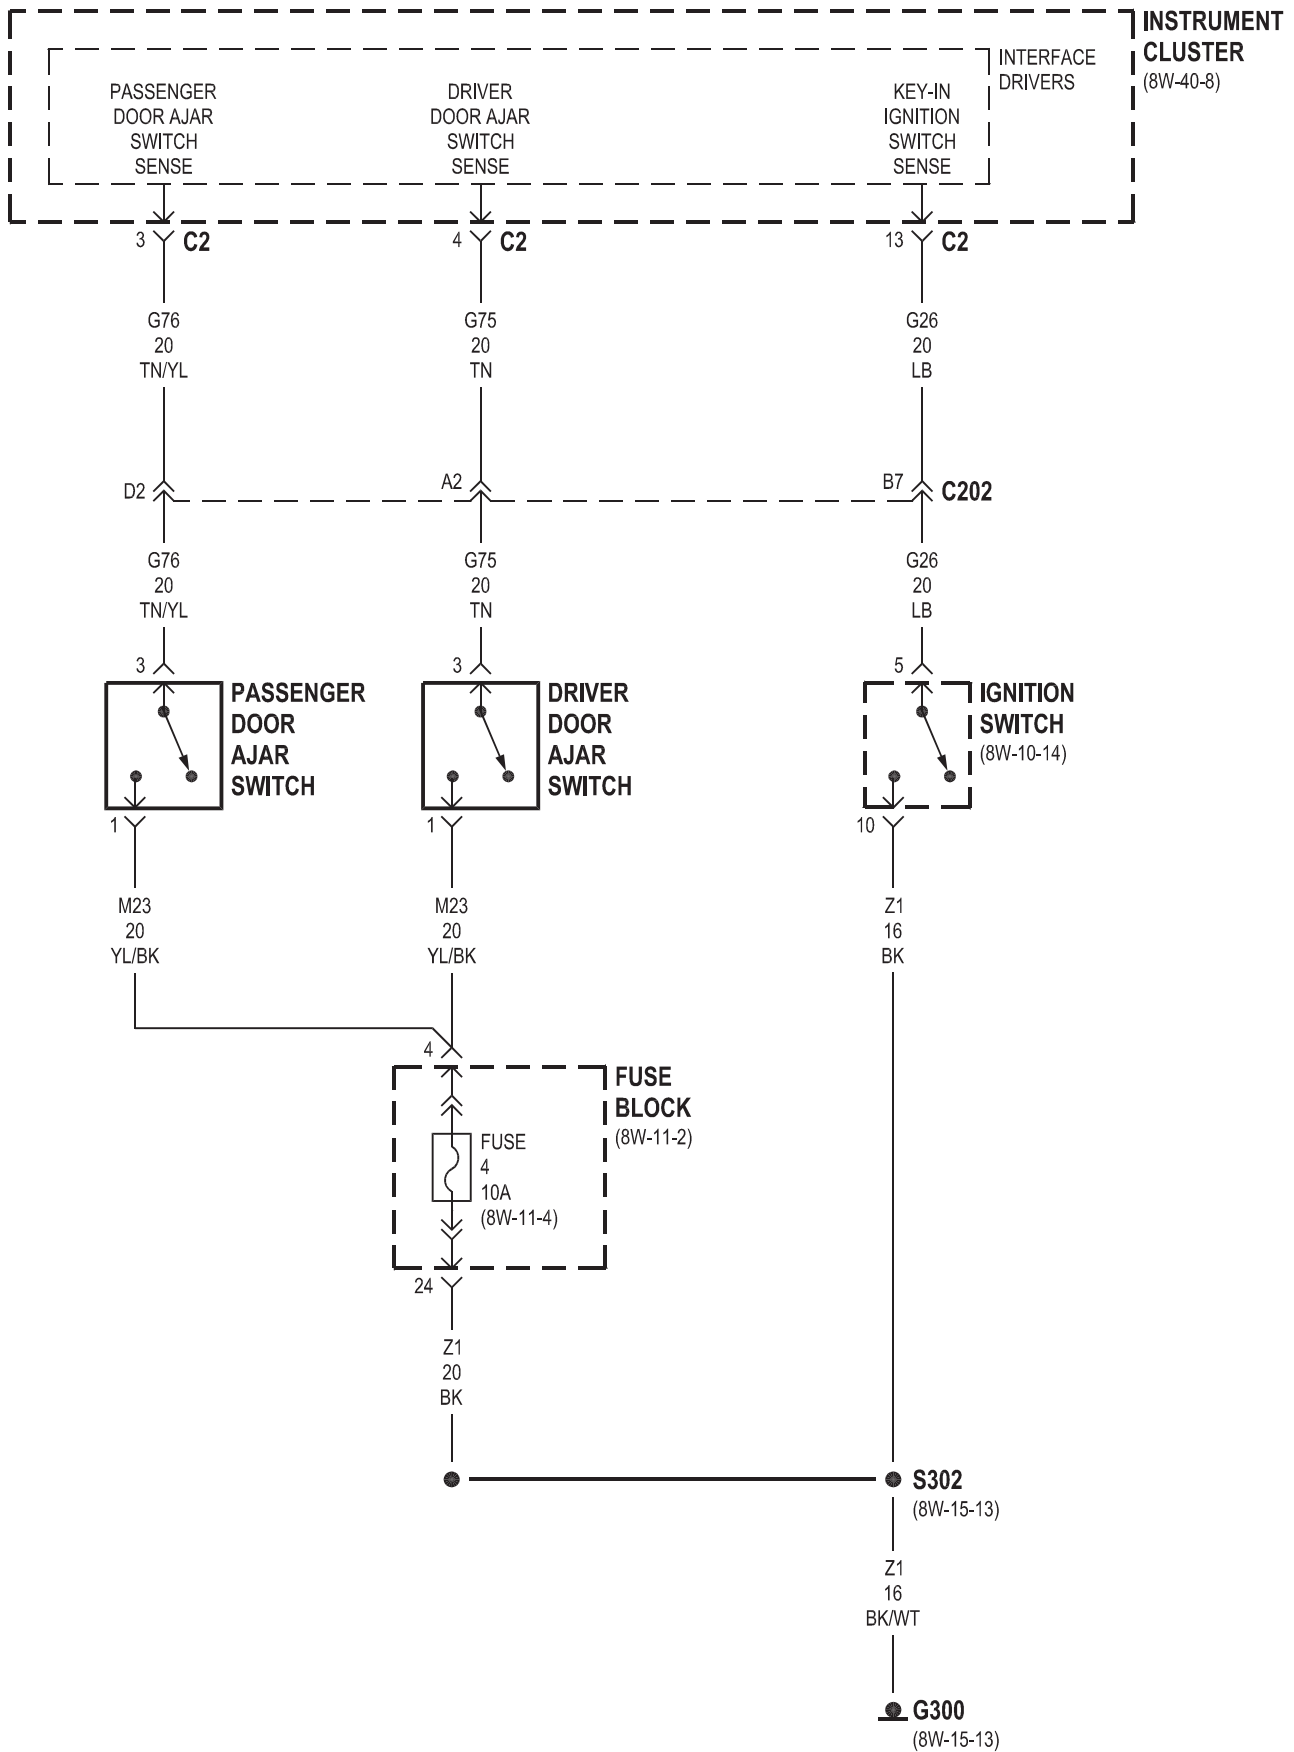 INSTRUMENT
CLUSTER
(8W-40-8)
INTERFACE
DRIVERS
PASSENGER
DOOR AJAR
SWITCH
SENSE
DRIVER
DOOR AJAR
SWITCH
SENSE
KEY-IN
IGNITION
SWITCH
SENSE
3 C2
4 C2
13 C2
G76
20
TN/YL
G75
20
TN
G26
20
LB
D2
A2
B7
C202
G76
20
TN/YL
G75
20
TN
G26
20
LB
3
3
5
PASSENGER
DOOR
AJAR
SWITCH
DRIVER
DOOR
AJAR
SWITCH
IGNITION
SWITCH
(8W-10-14)
1
1
10
M23
20
YL/BK
M23
20
YL/BK
Z1
16
BK
4
FUSE
BLOCK
(8W-11-2)
FUSE
4
10A
(8W-11-4)
24
Z1
20
BK
S302
(8W-15-13)
Z1
16
BK/WT
G300
(8W-15-13)